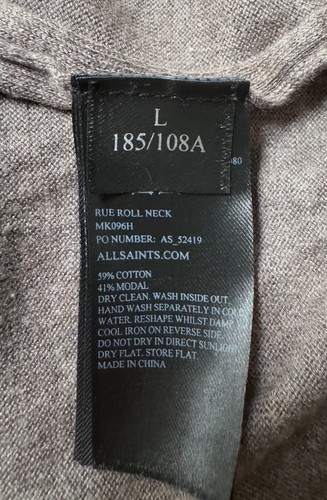 L
185/108A
080
RUE ROLL NECK
MK096H
PO NUMBER: AS_52419
ALLSAINTS.COM
59% COTTON
41% MODAL
DRY CLEAN. WASH INSIDE OUT.
HAND WASH SEPARATELY IN
WATER. RESHAPE WHILST
COOL IRON ON REVERSE SIDE.
DO NOT DRY IN DIRECT SUNLIGHT
DRY FLAT. STORE FLAT
MADE IN CHINA